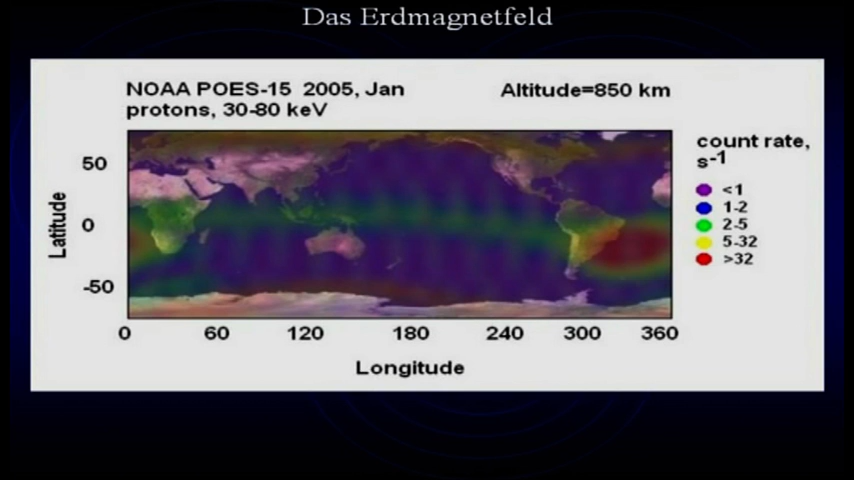 Das Erdmagnetfeld
NOAA POES-15 2005, Jan
protons, 30-80 keV
Altitude=850 km
count rate,
s-1
<1
1-2
2-5
5-32
>32
Latitude
50
0
-50
0 60 120 180 240 300 360
Longitude